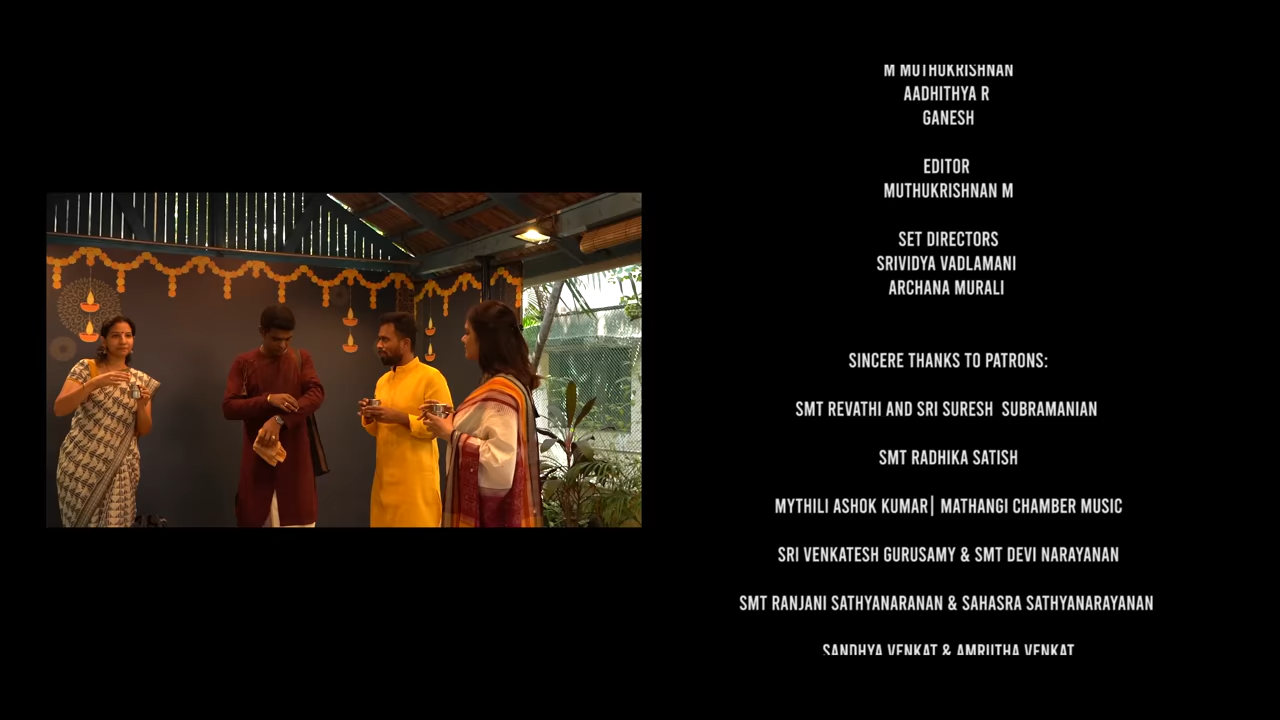 M MUTHUKRISHNAN
AADHITHYA R
GANESH
EDITOR
MUTHUKRISHNAN M
SET DIRECTORS
SRIVIDYA VADLAMANI
ARCHANA MURALI
SINCERE THANKS TO PATRONS:
SMT REVATHI AND SRI SURESH  SUBRAMANIAN
SMT RADHIKA SATISH
MYTHILI ASHOK KUMAR| MATHANGI CHAMBER MUSIC
SRI VENKATESH GURUSAMY & SMT DEVI NARAYANAN
SMT RANJANI SATHYANARANAN & SAHASRA SATHYANARAYANAN
SANDHYA VENKAT & AMRUTHA VENKAT